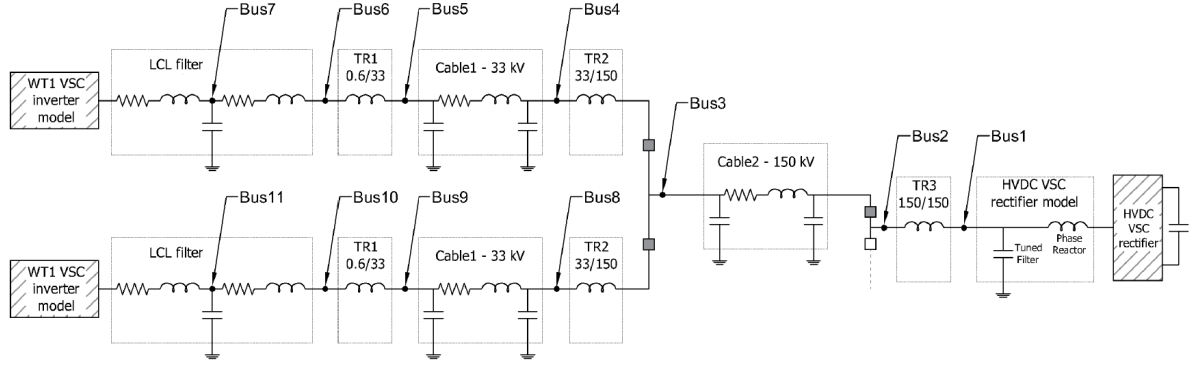 Bus7
Bus6
Bus5
Bus4
LCL filter
TR1
0.6/33
Cable1 - 33 kV
TR2
33/150
WT1 VSC
inverter
model
Bus3
Cable2 - 150 kV
Bus2
Bus1
TR3
150/150
HVDC VSC
rectifier model
Tuned
Filter
Phase
Reactor
HVDC
VSC
rectifier
Bus11
Bus10
Bus9
Bus8
LCL filter
TR1
0.6/33
Cable1 - 33 kV
TR2
33/150
WT1 VSC
inverter
model